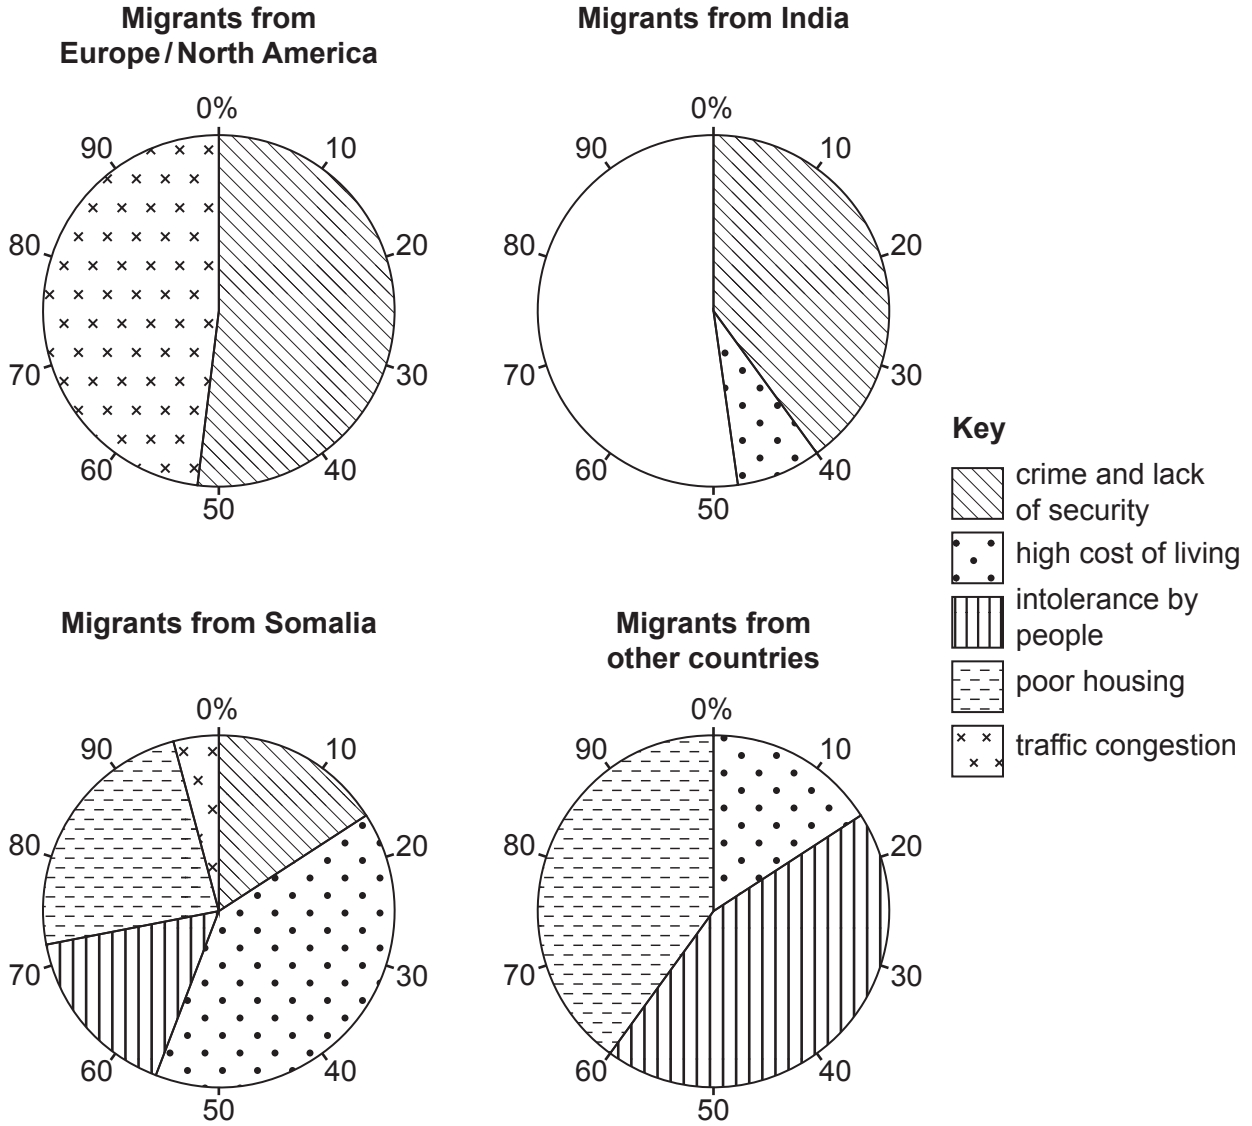 Migrants from
Europe/North America
0%
10
20
30
40
50
60
70
80
90
Migrants from India
0%
10
20
30
40
50
60
70
80
90
Migrants from Somalia
0%
10
20
30
40
50
60
70
80
90
Migrants from
other countries
0%
10
20
30
40
50
60
70
80
90
Key
crime and lack
of security
high cost of living
intolerance by
people
poor housing
traffic congestion